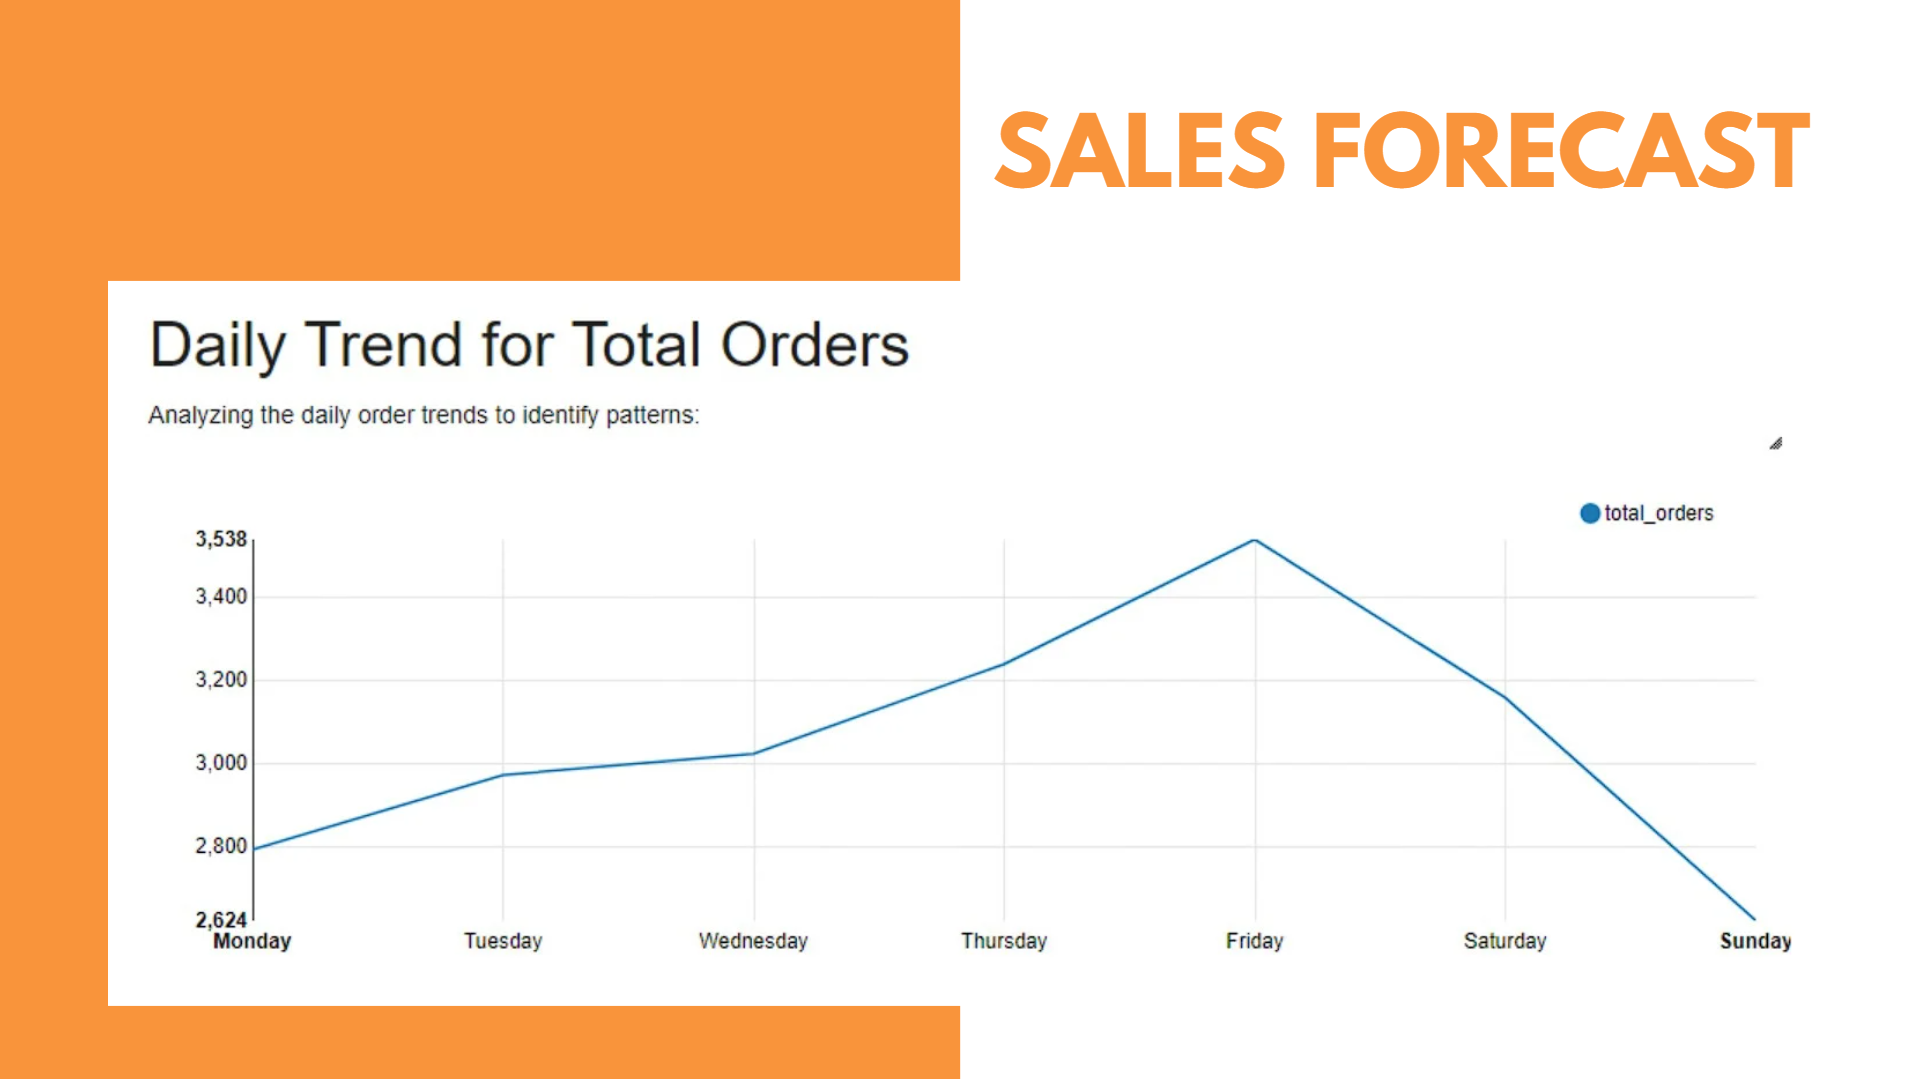 SALES FORECAST
Daily Trend for Total Orders
Analyzing the daily order trends to identify patterns:
total_orders
3,538
3,400
3,200
3,000
2,800
2,624
Monday Tuesday Wednesday Thursday Friday Saturday Sunday